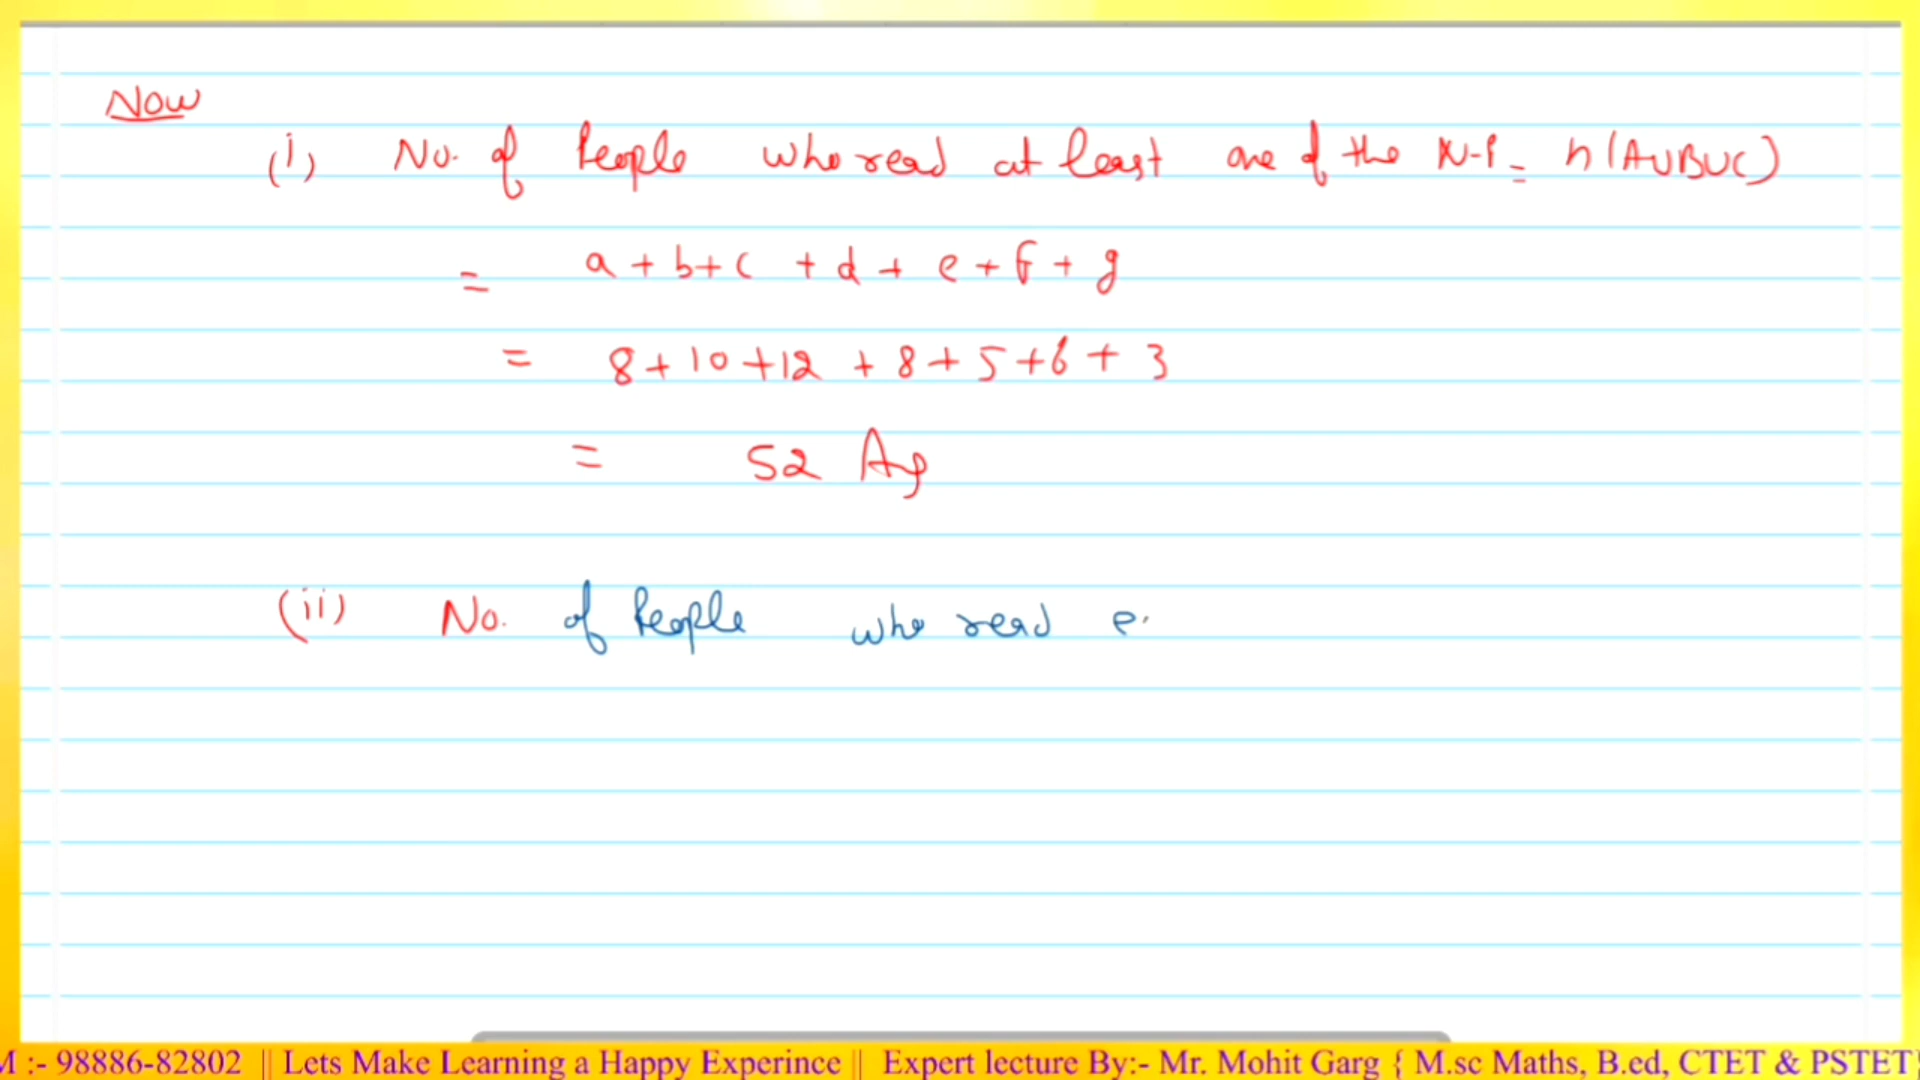 Now
(i) No. of People who read at least one of the N.P = n(AUBUC)
= a + b + c + d + e + f + g
= 8 + 10 + 12 + 8 + 5 + 6 + 3
= 52
(ii) No. of People who read e
M :- 98886-82802 || Lets Make Learning a Happy Experince || Expert lecture By:- Mr. Mohit Garg { M.sc Maths, B.ed, CTET & PSTET}